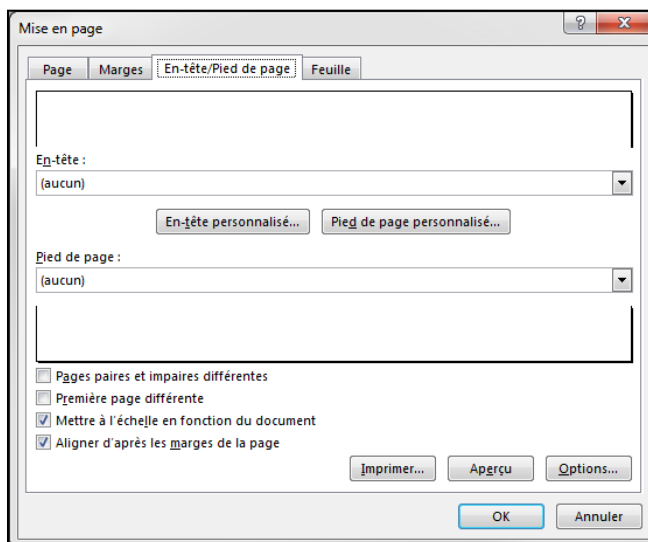 Mise en page
?
Page Marges En-tête/Pied de page Feuille
En-tête :
(aucun)
En-tête personnalisé... Pied de page personnalisé...
Pied de page :
(aucun)
Pages paires et impaires différentes
Première page différente
Mettre à l'échelle en fonction du document
Aligner d'après les marges de la page
Imprimer... Aperçu Options...
OK Annuler